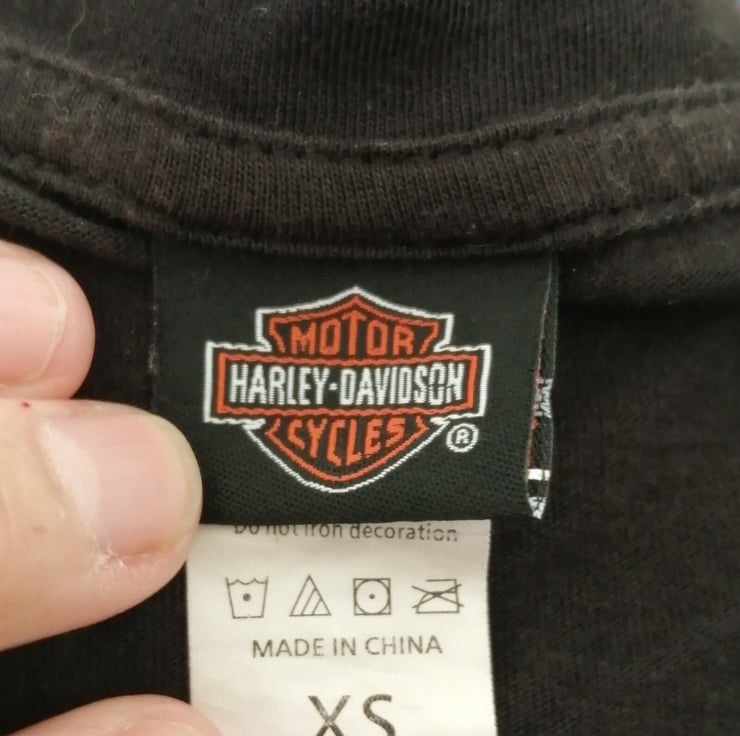 MOTOR
HARLEY-DAVIDSON
CYCLES ®
Do not iron decoration
MADE IN CHINA
XS